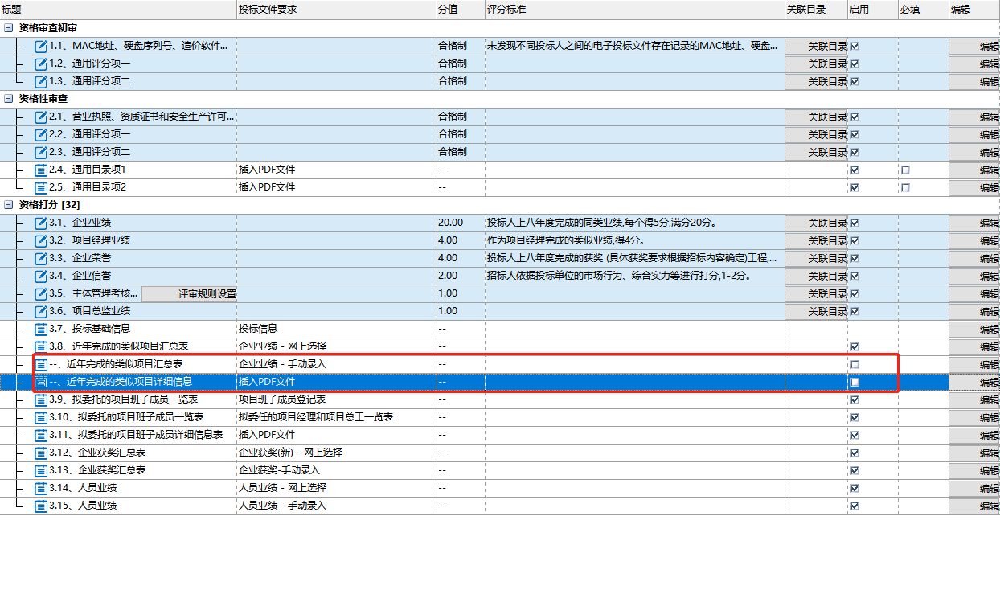 标题 投标文件要求 分值 评分标准 关联目录 启用 必填 编辑
资格审查初审
1.1、MAC地址、硬盘序列号、造价软件... 合格制 未发现不同投标人之间的电子投标文件存在记录的MAC地址、硬盘... 关联目录 编辑
1.2、通用评分项一 合格制 关联目录 编辑
1.3、通用评分项二 合格制 关联目录 编辑
资格性审查
2.1、营业执照、资质证书和安全生产许可... 合格制 关联目录 编辑
2.2、通用评分项一 合格制 关联目录 编辑
2.3、通用评分项二 合格制 关联目录 编辑
2.4、通用目录项1 插入PDF文件 -- 编辑
2.5、通用目录项2 插入PDF文件 -- 编辑
资格打分 [32]
3.1、企业业绩 20.00 投标人上八年度完成的同类业绩,每个得5分,满分20分。 关联目录 编辑
3.2、项目经理业绩 4.00 作为项目经理完成的类似业绩,得4分。 关联目录 编辑
3.3、企业荣誉 4.00 投标人上八年度完成的获奖 (具体获奖要求根据招标内容确定)工程,... 关联目录 编辑
3.4、企业信誉 2.00 招标人依据投标单位的市场行为、综合实力等进行打分,1-2分。 关联目录 编辑
3.5、主体管理考核... 评审规则设置 1.00 关联目录 编辑
3.6、项目总监业绩 1.00 关联目录 编辑
3.7、投标基础信息 投标信息 -- 编辑
3.8、近年完成的类似项目汇总表 企业业绩 - 网上选择 -- 编辑
--、近年完成的类似项目汇总表 企业业绩 - 手动录入 -- 编辑
--、近年完成的类似项目详细信息 插入PDF文件 -- 编辑
3.9、拟委托的项目班子成员一览表 项目班子成员登记表 -- 编辑
3.10、拟委托的项目班子成员一览表 拟委任的项目经理和项目总工一览表 -- 编辑
3.11、拟委托的项目班子成员详细信息表 插入PDF文件 -- 编辑
3.12、企业获奖汇总表 企业获奖(新) - 网上选择 -- 编辑
3.13、企业获奖汇总表 企业获奖-手动录入 -- 编辑
3.14、人员业绩 人员业绩 - 网上选择 -- 编辑
3.15、人员业绩 人员业绩 - 手动录入 -- 编辑